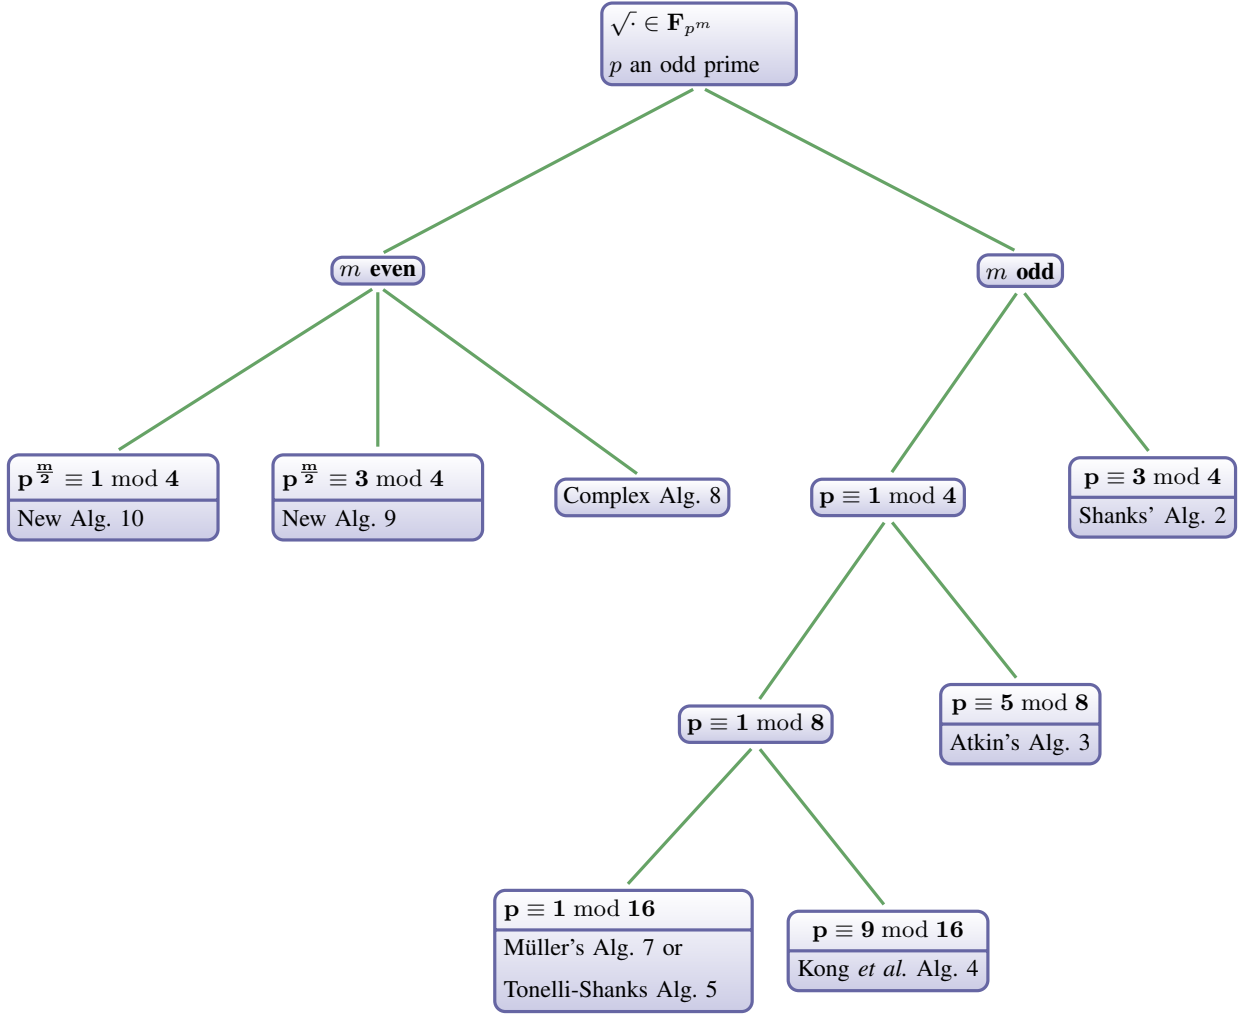 √· ∈ F_{p^m}
p an odd prime
m even
m odd
p^{m/2} ≡ 1 mod 4
New Alg. 10
p^{m/2} ≡ 3 mod 4
New Alg. 9
Complex Alg. 8
p ≡ 1 mod 4
p ≡ 3 mod 4
Shanks' Alg. 2
p ≡ 1 mod 8
p ≡ 5 mod 8
Atkin's Alg. 3
p ≡ 1 mod 16
Müller's Alg. 7 or
Tonelli-Shanks Alg. 5
p ≡ 9 mod 16
Kong et al. Alg. 4